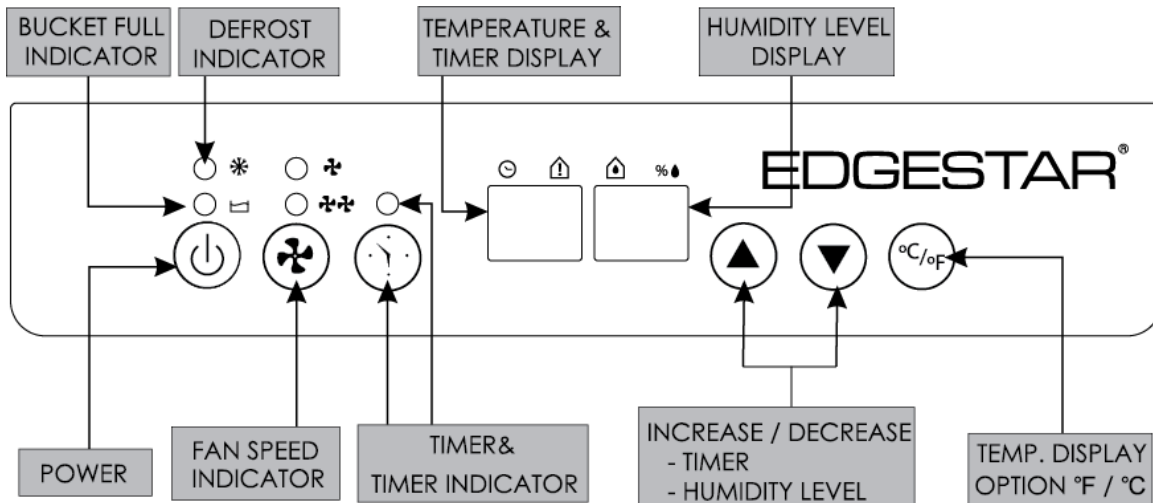 BUCKET FULL
INDICATOR
DEFROST
INDICATOR
TEMPERATURE &
TIMER DISPLAY
HUMIDITY LEVEL
DISPLAY
%
EDGESTAR®
°C/°F
POWER
FAN SPEED
INDICATOR
TIMER&
TIMER INDICATOR
INCREASE / DECREASE
- TIMER
- HUMIDITY LEVEL
TEMP. DISPLAY
OPTION °F / °C